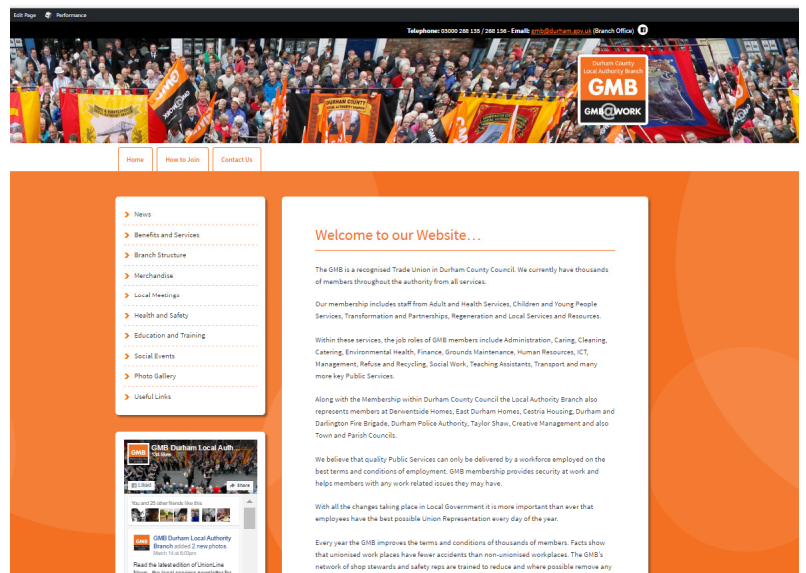 Edit Page Performance
Telephone: 03000 268 135 / 268 136 - Email: gmb@durham.gov.uk (Branch Office)
DURHAM COUNTY
Durham County
Local Authority Branch
GMB
GMB@WORK
Home How to Join Contact Us
News
Benefits and Services
Branch Structure
Merchandise
Local Meetings
Health and Safety
Education and Training
Social Events
Photo Gallery
Useful Links
Welcome to our Website...
The GMB is a recognised Trade Union in Durham County Council. We currently have thousands
of members throughout the authority from all services.
Our membership includes staff from Adult and Health Services, Children and Young People
Services, Transformation and Partnerships, Regeneration and Local Services and Resources.
Within these services, the job roles of GMB members include Administration, Caring, Cleaning,
Catering, Environmental Health, Finance, Grounds Maintenance, Human Resources, ICT,
Management, Refuse and Recycling, Social Work, Teaching Assistants, Transport and many
more key Public Services.
Along with the Membership within Durham County Council the Local Authority Branch also
represents members at Derwentside Homes, East Durham Homes, Cestria Housing, Durham and
Darlington Fire Brigade, Durham Police Authority, Taylor Shaw, Creative Management and also
Town and Parish Councils.
We believe that quality Public Services can only be delivered by a workforce employed on the
best terms and conditions of employment. GMB membership provides security at work and
helps members with any work related issues they may have.
With all the changes taking place in Local Government it is more important than ever that
employees have the best possible Union Representation every day of the year.
Every year the GMB improves the terms and conditions of thousands of members. Facts show
that unionised work places have fewer accidents than non-unionised workplaces. The GMB's
network of shop stewards and safety reps are trained to reduce and where possible remove any
GMB
GMB Durham Local Auth...
Liked Share
You and 25 other friends like this
GMB Durham Local Authority
Branch added 2 new photos.
March 14 at 6:03pm
Read the latest edition of UnionLine